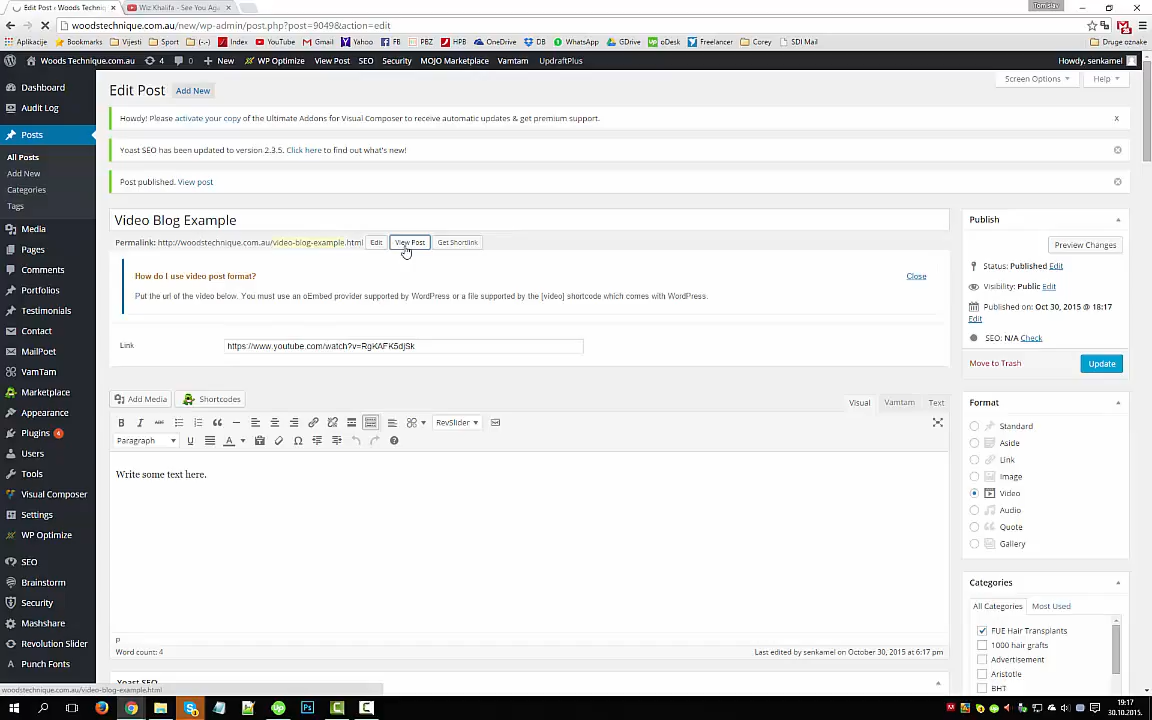 Edit Post ‹ Woods Techni
Wiz Khalifa - See You Aga
Tomislav
woodstechnique.com.au/new/wp-admin/post.php?post=9049&action=edit
Aplikacije Bookmarks Vijesti Sport (-,-) Index YouTube Gmail Yahoo FB PBZ HPB OneDrive DB WhatsApp GDrive oDesk Freelancer Corey SDI Mail Druge oznake
Woods Technique.com.au 4 0 New WP Optimize View Post SEO Security MOJO Marketplace Vamtam UpdraftPlus Howdy, senkamel
Screen Options Help
Dashboard
Audit Log
Posts
All Posts
Add New
Categories
Tags
Media
Pages
Comments
Portfolios
Testimonials
Contact
MailPoet
VamTam
Marketplace
Appearance
Plugins 4
Users
Tools
Visual Composer
Settings
WP Optimize
SEO
Brainstorm
Security
Mashshare
Revolution Slider
Punch Fonts
Edit Post Add New
Howdy! Please activate your copy of the Ultimate Addons for Visual Composer to receive automatic updates & get premium support. x
Yoast SEO has been updated to version 2.3.5. Click here to find out what's new!
Post published. View post
Video Blog Example
Permalink: http://woodstechnique.com.au/video-blog-example.html Edit View Post Get Shortlink
How do I use video post format? Close
Put the url of the video below. You must use an oEmbed provider supported by WordPress or a file supported by the [video] shortcode which comes with WordPress.
Link https://www.youtube.com/watch?v=RgKAFK5djSk
Add Media Shortcodes
Visual Vamtam Text
B I ABC RevSlider
Paragraph U A
Write some text here.
P
Word count: 4 Last edited by senkamel on October 30, 2015 at 6:17 pm
Yoast SEO
Publish
Preview Changes
Status: Published Edit
Visibility: Public Edit
Published on: Oct 30, 2015 @ 18:17
Edit
SEO: N/A Check
Move to Trash Update
Format
Standard
Aside
Link
Image
Video
Audio
Quote
Gallery
Categories
All Categories Most Used
FUE Hair Transplants
1000 hair grafts
Advertisement
Aristotle
BHT
woodstechnique.com.au/video-blog-example.html
19:17
30.10.2015.